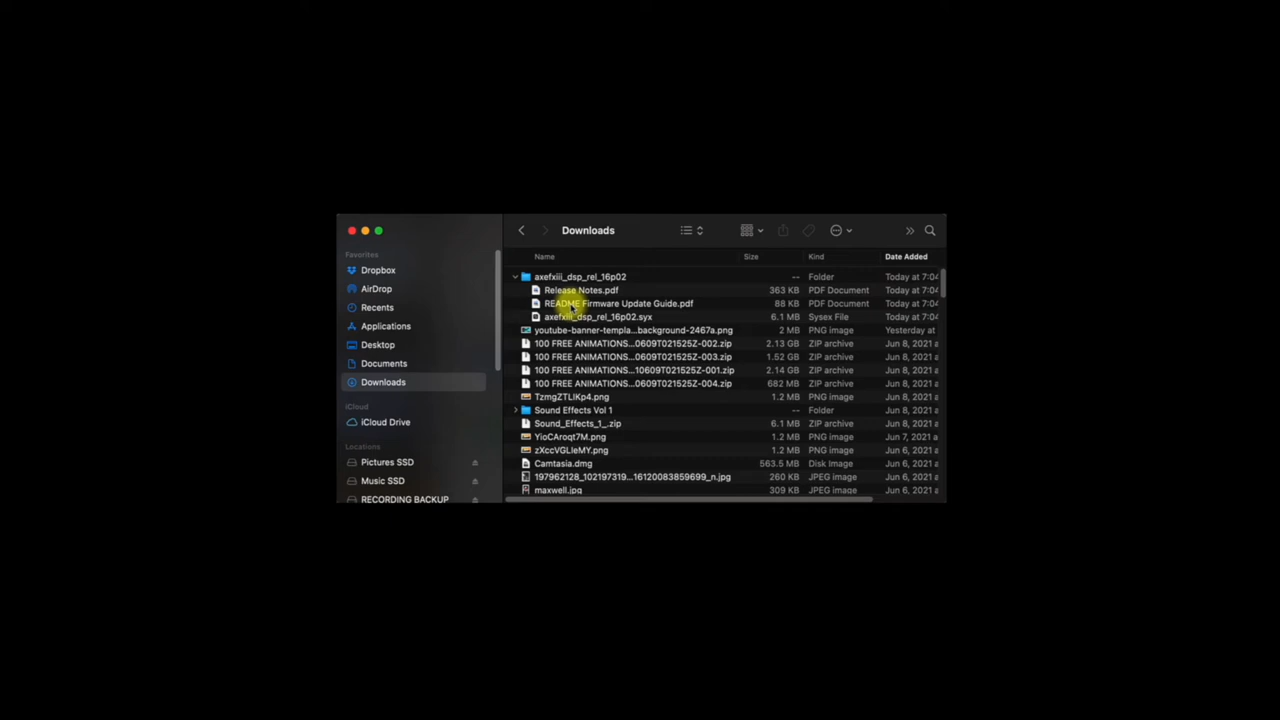 Downloads
Favorites
Dropbox
AirDrop
Recents
Applications
Desktop
Documents
Downloads
iCloud
iCloud Drive
Locations
Pictures SSD
Music SSD
RECORDING BACKUP
Name Size Kind Date Added
axefxiii_dsp_rel_16p02 -- Folder Today at 7:04
Release Notes.pdf 363 KB PDF Document Today at 7:04
README Firmware Update Guide.pdf 88 KB PDF Document Today at 7:04
axefxiii_dsp_rel_16p02.syx 6.1 MB Sysex File Today at 7:04
youtube-banner-templa...background-2467a.png 2 MB PNG image Yesterday at
100 FREE ANIMATIONS...0609T021525Z-002.zip 2.13 GB ZIP archive Jun 8, 2021
100 FREE ANIMATIONS...0609T021525Z-003.zip 1.52 GB ZIP archive Jun 8, 2021
100 FREE ANIMATIONS...10609T021525Z-001.zip 2.14 GB ZIP archive Jun 8, 2021
100 FREE ANIMATIONS...0609T021525Z-004.zip 682 MB ZIP archive Jun 8, 2021
TzmgZTLIKp4.png 1.2 MB PNG image Jun 8, 2021
Sound Effects Vol 1 -- Folder Jun 8, 2021
Sound_Effects_1_.zip 6.1 MB ZIP archive Jun 8, 2021
YioCAroqt7M.png 1.2 MB PNG image Jun 7, 2021
zXccVGLIeMY.png 1.2 MB PNG image Jun 6, 2021
Camtasia.dmg 563.5 MB Disk Image Jun 6, 2021
197962128_102197319...16120083859699_n.jpg 260 KB JPEG image Jun 6, 2021
maxwell.jpg 309 KB JPEG image Jun 6, 2021